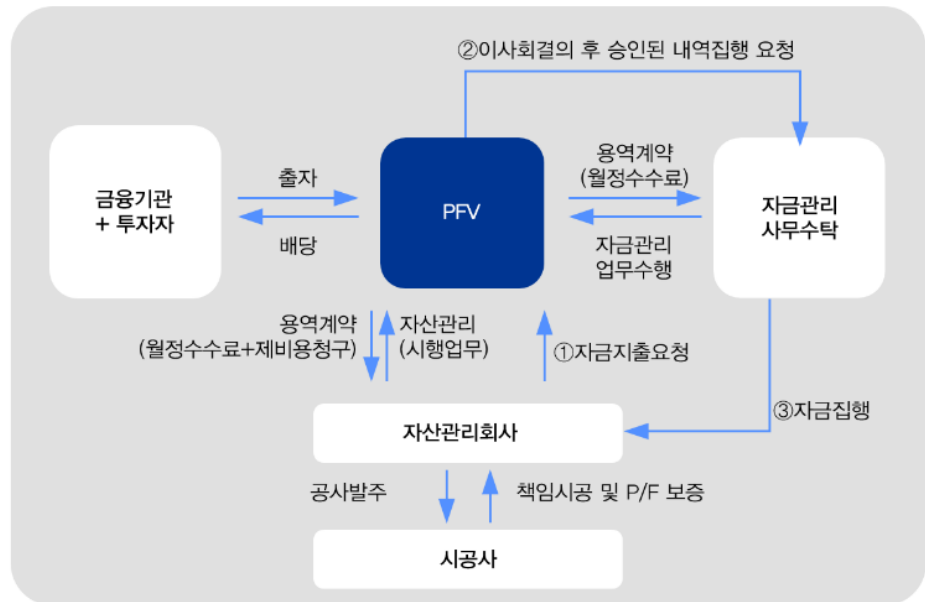 ②이사회결의 후 승인된 내역집행 요청
금융기관
+ 투자자
출자
배당
PFV
용역계약
(월정수수료)
자금관리
업무수행
자금관리
사무수탁
용역계약
(월정수수료+제비용청구)
자산관리
(시행업무)
①자금지출요청
③자금집행
자산관리회사
공사발주
책임시공 및 P/F 보증
시공사